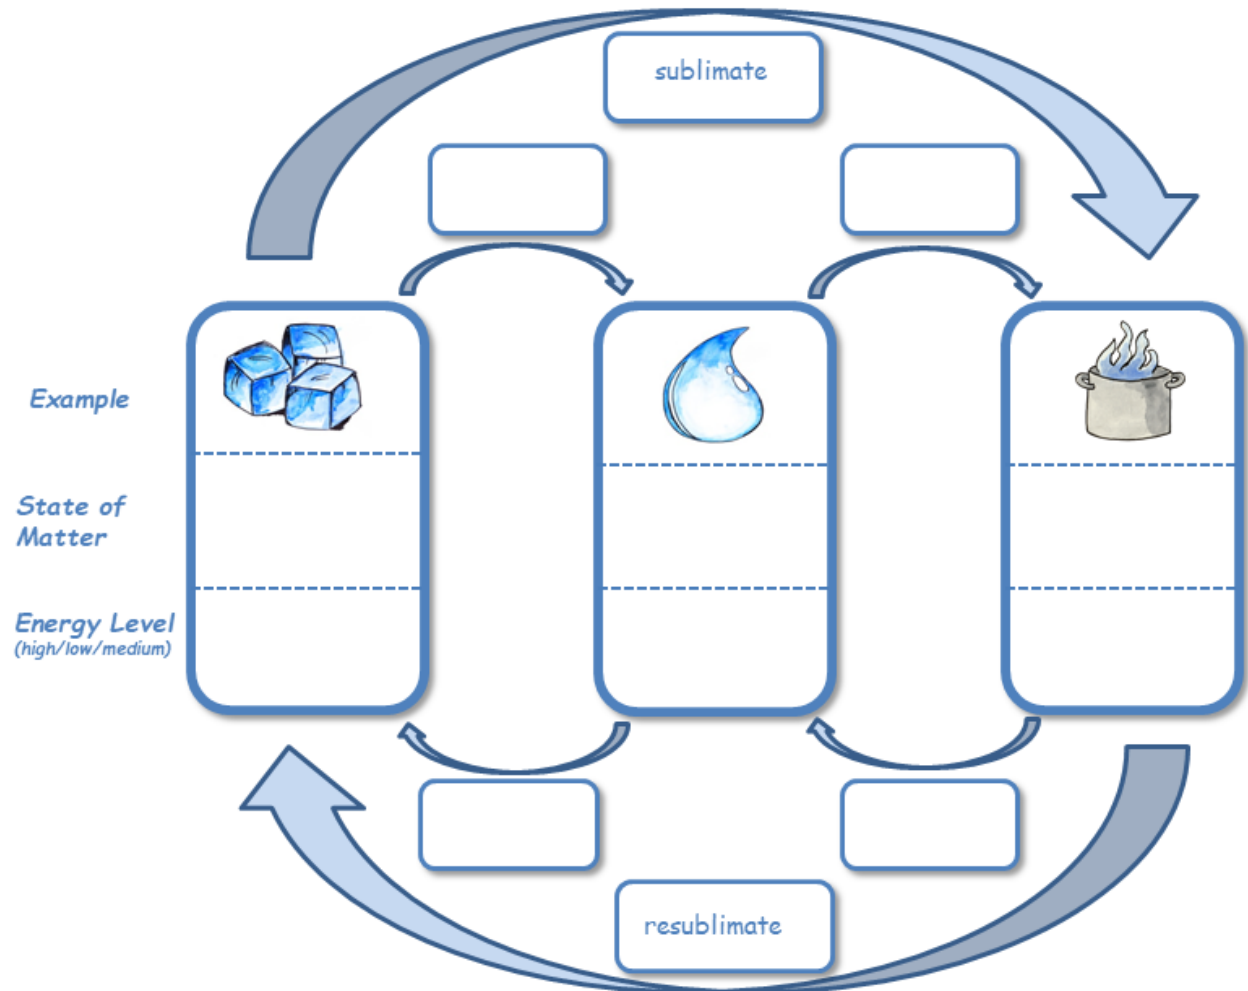 sublimate
Example
State of
Matter
Energy Level
(high/low/medium)
resublimate